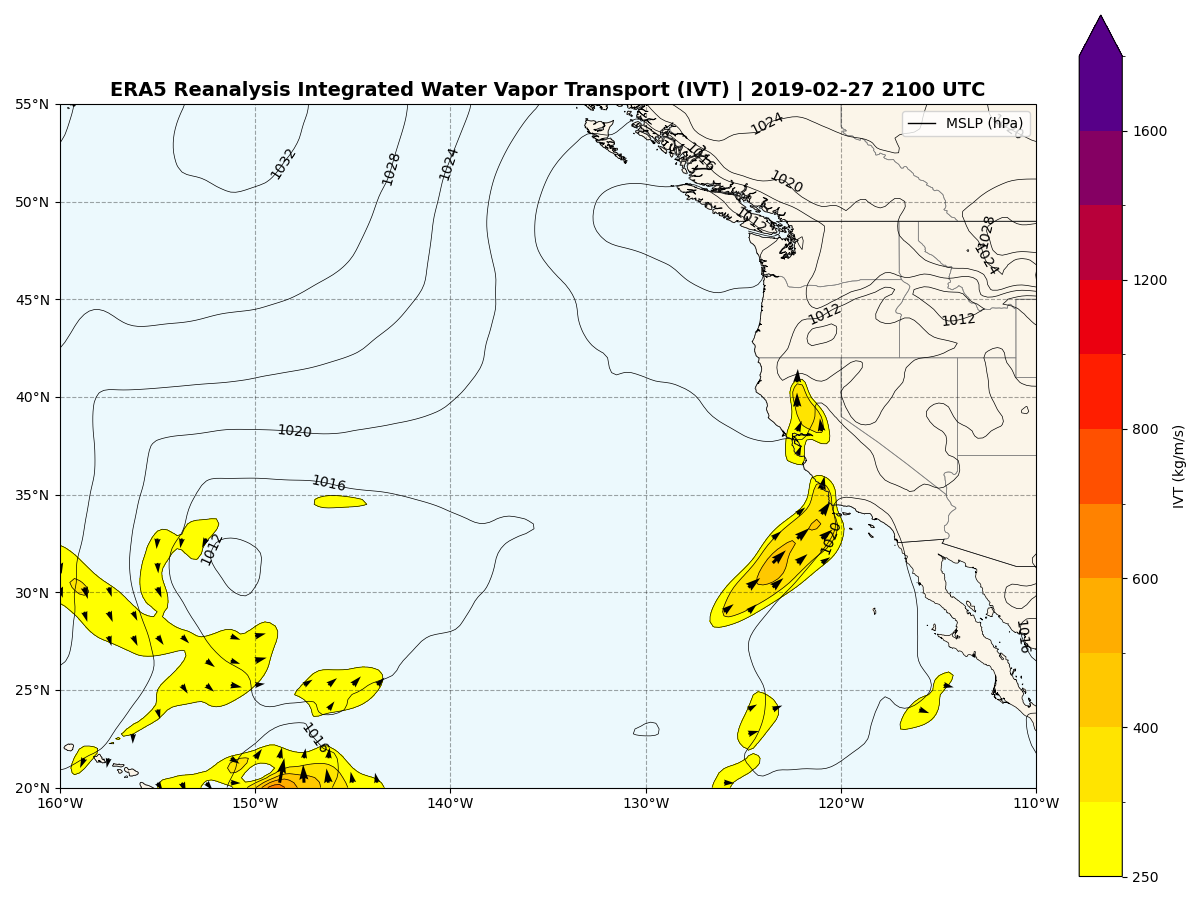 ERA5 Reanalysis Integrated Water Vapor Transport (IVT) | 2019-02-27 2100 UTC
MSLP (hPa)
55°N
50°N
45°N
40°N
35°N
30°N
25°N
20°N
160°W
150°W
140°W
130°W
120°W
110°W
1032
1028
1024
1024
1016
1020
1012
1028
1024
1012
1012
1020
1016
1012
1020
1016
1016
1600
1200
800
600
400
250
IVT (kg/m/s)